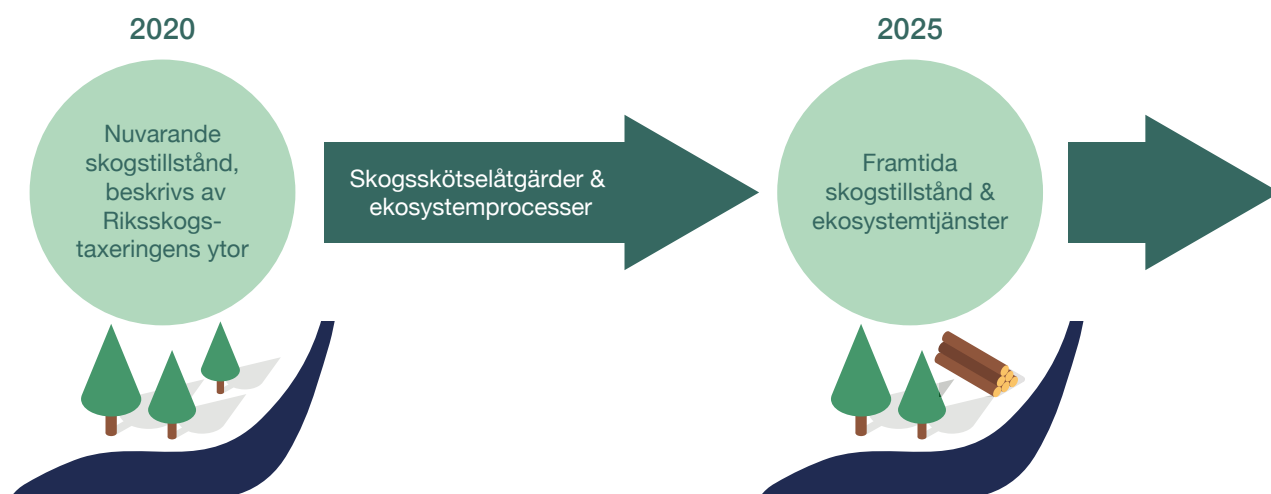 2020
Nuvarande
skogstillstånd,
beskrivs av
Riksskogs-
taxeringens ytor
Skogsskötselåtgärder &
ekosystemprocesser
2025
Framtida
skogstillstånd &
ekosystemtjänster